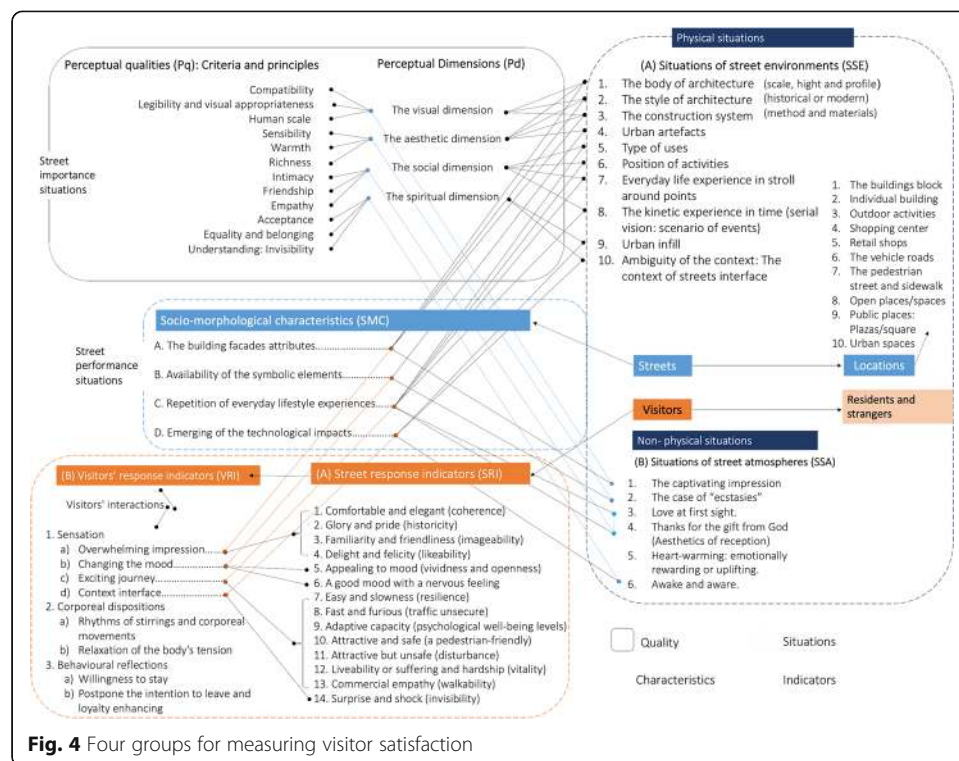 Physical situations
Perceptual qualities (Pq): Criteria and principles
Perceptual Dimensions (Pd)
Compatibility
Legibility and visual appropriateness
Human scale
Sensibility
Warmth
Richness
Intimacy
Friendship
Empathy
Acceptance
Equality and belonging
Understanding: Invisibility
Street
importance
situations
The visual dimension
The aesthetic dimension
The social dimension
The spiritual dimension
(A) Situations of street environments (SSE)
1. The body of architecture (scale, hight and profile)
2. The style of architecture (historical or modern)
3. The construction system (method and materials)
4. Urban artefacts
5. Type of uses
6. Position of activities
7. Everyday life experience in stroll
around points
8. The kinetic experience in time (serial
vision: scenario of events)
9. Urban infill
10. Ambiguity of the context: The
context of streets interface
1. The buildings block
2. Individual building
3. Outdoor activities
4. Shopping center
5. Retail shops
6. The vehicle roads
7. The pedestrian
street and sidewalk
8. Open places/spaces
9. Public places:
Plazas/square
10. Urban spaces
Socio-morphological characteristics (SMC)
Street
performance
situations
A. The building facades attributes
B. Availability of the symbolic elements
C. Repetition of everyday lifestyle experiences
D. Emerging of the technological impacts
Streets
Locations
Visitors
Residents and
strangers
Non- physical situations
(B) Situations of street atmospheres (SSA)
1. The captivating impression
2. The case of "ecstasies"
3. Love at first sight.
4. Thanks for the gift from God
(Aesthetics of reception)
5. Heart-warming: emotionally
rewarding or uplifting.
6. Awake and aware.
(B) Visitors' response indicators (VRI)
(A) Street response indicators (SRI)
Visitors' interactions
1. Sensation
a) Overwhelming impression
b) Changing the mood
c) Exciting journey
d) Context interface
2. Corporeal dispositions
a) Rhythms of stirrings and corporeal
movements
b) Relaxation of the body's tension
3. Behavioural reflections
a) Willingness to stay
b) Postpone the intention to leave and
loyalty enhancing
1. Comfortable and elegant (coherence)
2. Glory and pride (historicity)
3. Familiarity and friendliness (imageability)
4. Delight and felicity (likeability)
5. Appealing to mood (vividness and openness)
6. A good mood with a nervous feeling
7. Easy and slowness (resilience)
8. Fast and furious (traffic unsecure)
9. Adaptive capacity (psychological well-being levels)
10. Attractive and safe (a pedestrian-friendly)
11. Attractive but unsafe (disturbance)
12. Liveability or suffering and hardship (vitality)
13. Commercial empathy (walkability)
14. Surprise and shock (invisibility)
Quality
Situations
Characteristics
Indicators
Fig. 4 Four groups for measuring visitor satisfaction